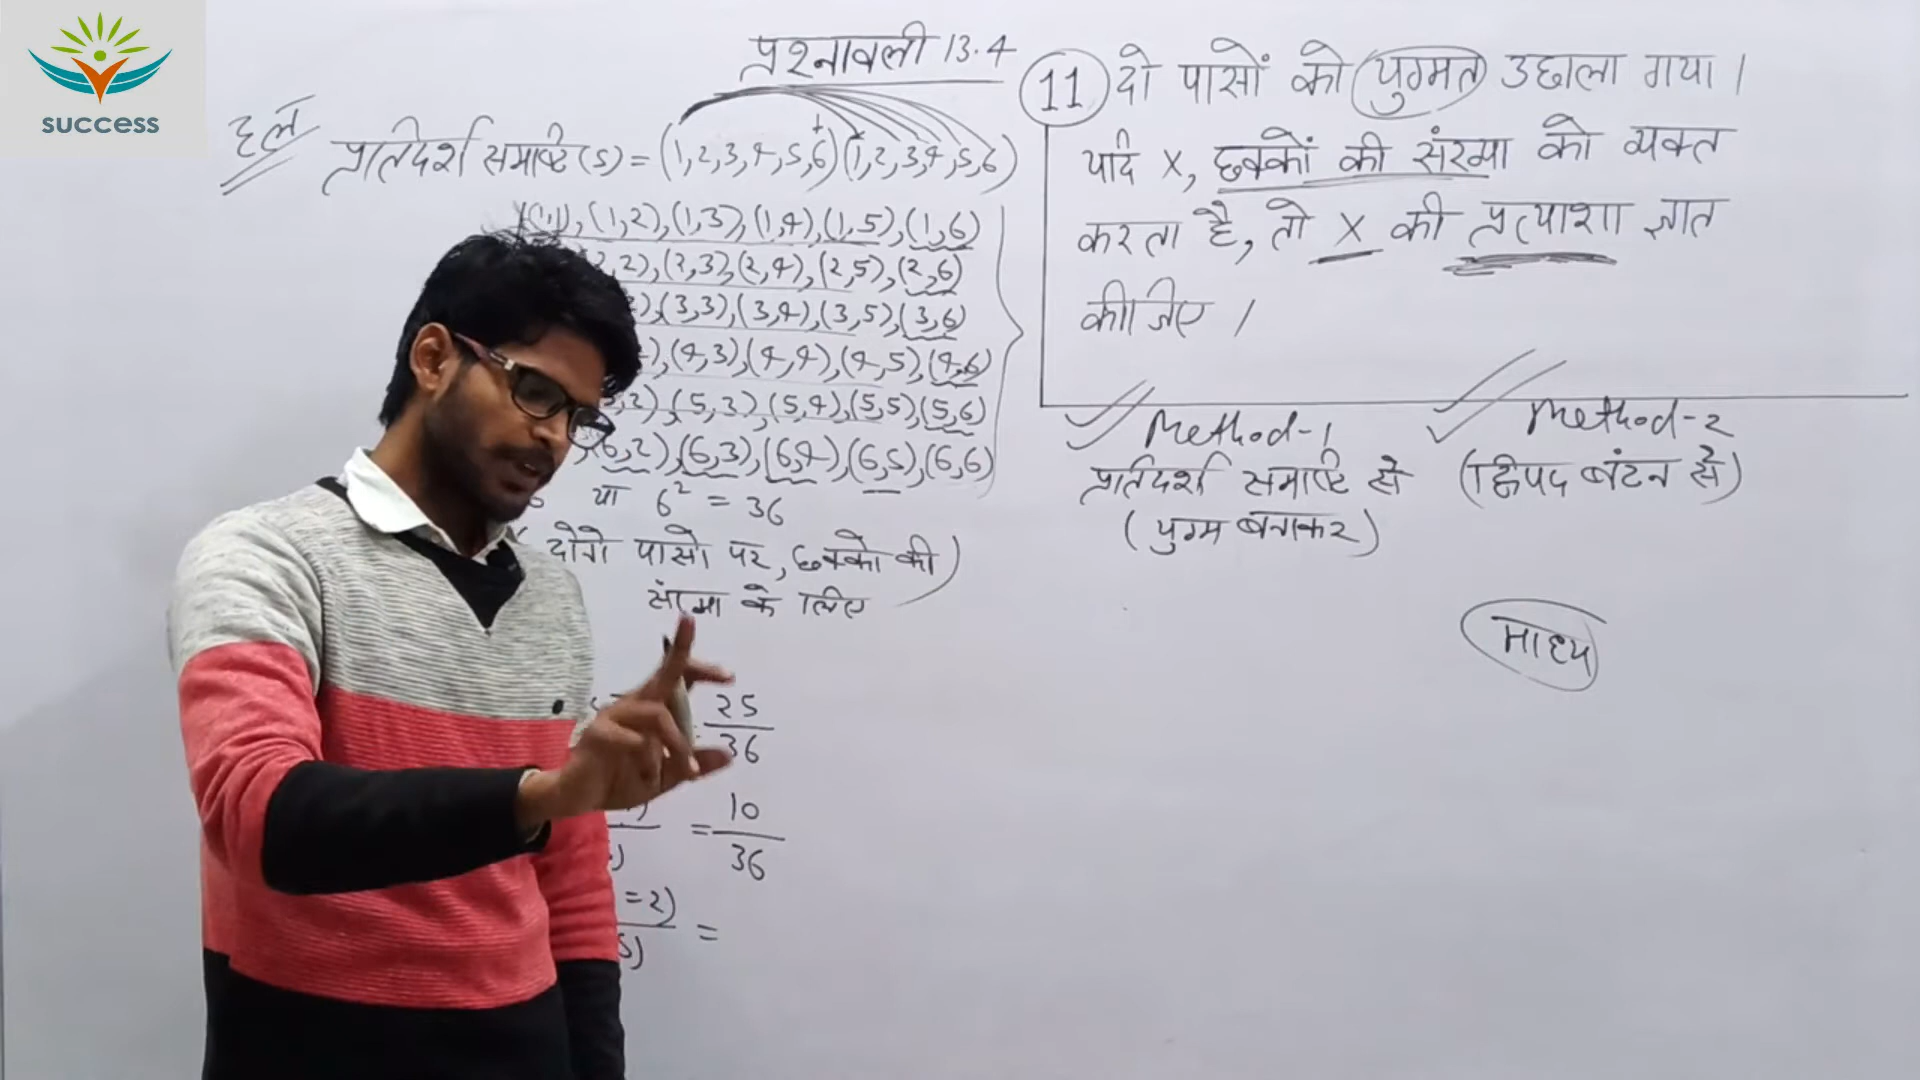 success
प्रश्नावली 13.4
हल
प्रतिदर्श समष्टि (S) = (1,2,3,4,5,6)(1,2,3,4,5,6)
(1,1), (1,2), (1,3), (1,4), (1,5), (1,6)
2,2), (2,3), (2,4), (2,5), (2,6)
), (3,3), (3,4), (3,5), (3,6)
), (4,3), (4,4), (4,5), (4,6)
,2), (5,3), (5,4), (5,5), (5,6)
(6,2), (6,3), (6,4), (6,5), (6,6)
या 6² = 36
( दोनो पासो पर, छक्को की )
संख्या के लिए
25
36
= 10
36
= 2)
S) =
11 दो पासों को युग्मत उछाला गया ।
यदि X, छक्कों की संख्या को व्यक्त
करता है, तो X की प्रत्याशा ज्ञात
कीजिए ।
Method-1
प्रतिदर्श समष्टि से
( युग्म बनाकर )
Method-2
(द्विपद बंटन से)
माध्य